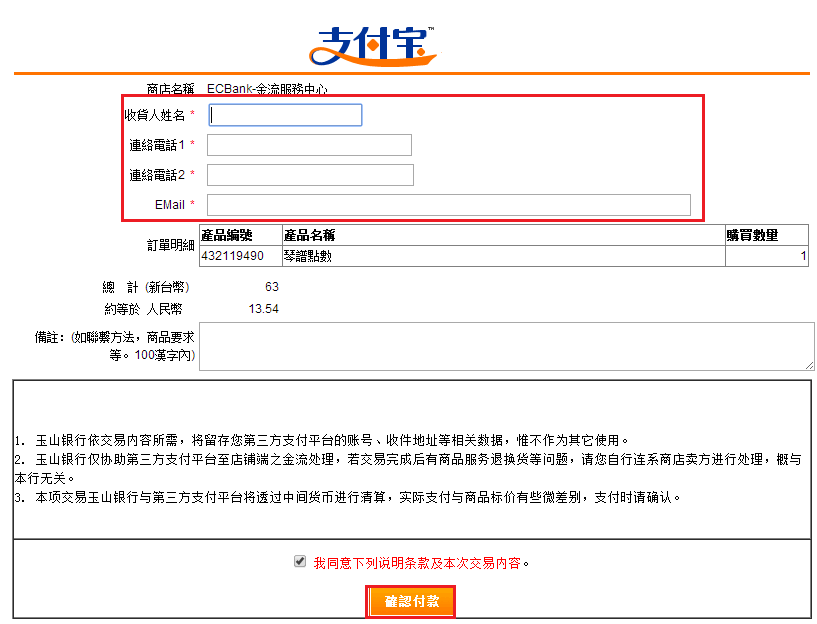 支付宝™
商店名稱 ECBank-金流服務中心
收貨人姓名 *
連絡電話1 *
連絡電話2 *
EMail *
訂單明細
產品編號 產品名稱 購買數量
432119490 琴譜點數 1
總 計 (新台幣) 63
約等於 人民幣 13.54
備註：(如聯繫方法，商品要求
等。100漢字內)
1. 玉山银行依交易内容所需，将留存您第三方支付平台的账号、收件地址等相关数据，惟不作为其它使用。
2. 玉山银行仅协助第三方支付平台至店铺端之金流处理，若交易完成后有商品服务退换货等问题，请您自行连系商店卖方进行处理，概与
本行无关。
3. 本项交易玉山银行与第三方支付平台将透过中间货币进行清算，实际支付与商品标价有些微差别，支付时请确认。
我同意下列说明条款及本次交易内容。
確認付款